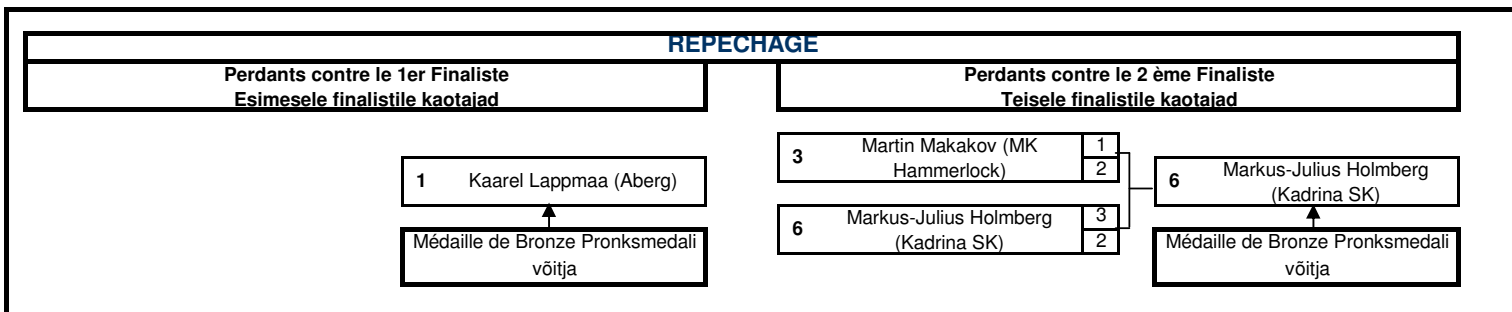 REPECHAGE
Perdants contre le 1er Finaliste
Esimesele finalistile kaotajad
Perdants contre le 2 ème Finaliste
Teisele finalistile kaotajad
1 Kaarel Lappmaa (Aberg)
Médaille de Bronze Pronksmedali
võitja
3 Martin Makakov (MK
Hammerlock)
1
2
6 Markus-Julius Holmberg
(Kadrina SK)
3
2
6 Markus-Julius Holmberg
(Kadrina SK)
Médaille de Bronze Pronksmedali
võitja